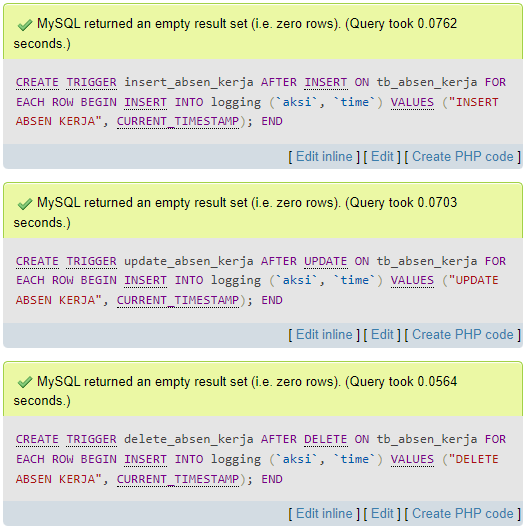 MySQL returned an empty result set (i.e. zero rows). (Query took 0.0762
seconds.)
CREATE TRIGGER insert_absen_kerja AFTER INSERT ON tb_absen_kerja FOR
EACH ROW BEGIN INSERT INTO logging (`aksi`, `time`) VALUES ("INSERT
ABSEN KERJA", CURRENT_TIMESTAMP); END
[ Edit inline ] [ Edit ] [ Create PHP code ]
MySQL returned an empty result set (i.e. zero rows). (Query took 0.0703
seconds.)
CREATE TRIGGER update_absen_kerja AFTER UPDATE ON tb_absen_kerja FOR
EACH ROW BEGIN INSERT INTO logging (`aksi`, `time`) VALUES ("UPDATE
ABSEN KERJA", CURRENT_TIMESTAMP); END
[ Edit inline ] [ Edit ] [ Create PHP code ]
MySQL returned an empty result set (i.e. zero rows). (Query took 0.0564
seconds.)
CREATE TRIGGER delete_absen_kerja AFTER DELETE ON tb_absen_kerja FOR
EACH ROW BEGIN INSERT INTO logging (`aksi`, `time`) VALUES ("DELETE
ABSEN KERJA", CURRENT_TIMESTAMP); END
[ Edit inline ] [ Edit ] [ Create PHP code ]